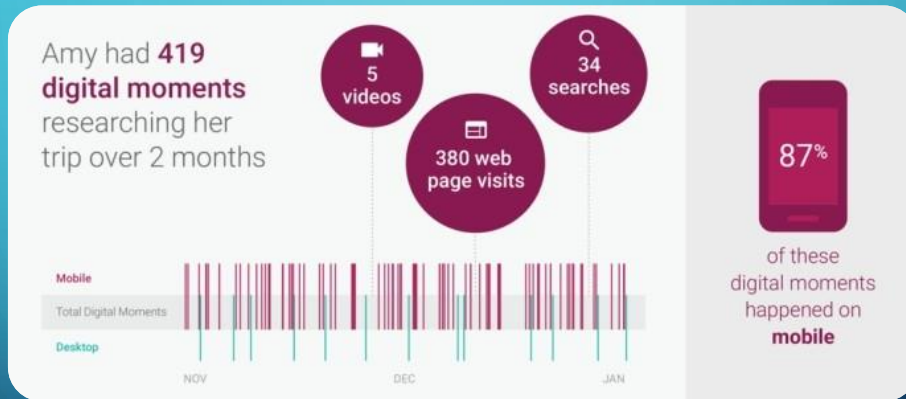 Amy had 419
digital moments
researching her
trip over 2 months
5
videos
380 web
page visits
34
searches
Mobile
Total Digital Moments
Desktop
NOV
DEC
JAN
87%
of these
digital moments
happened on
mobile